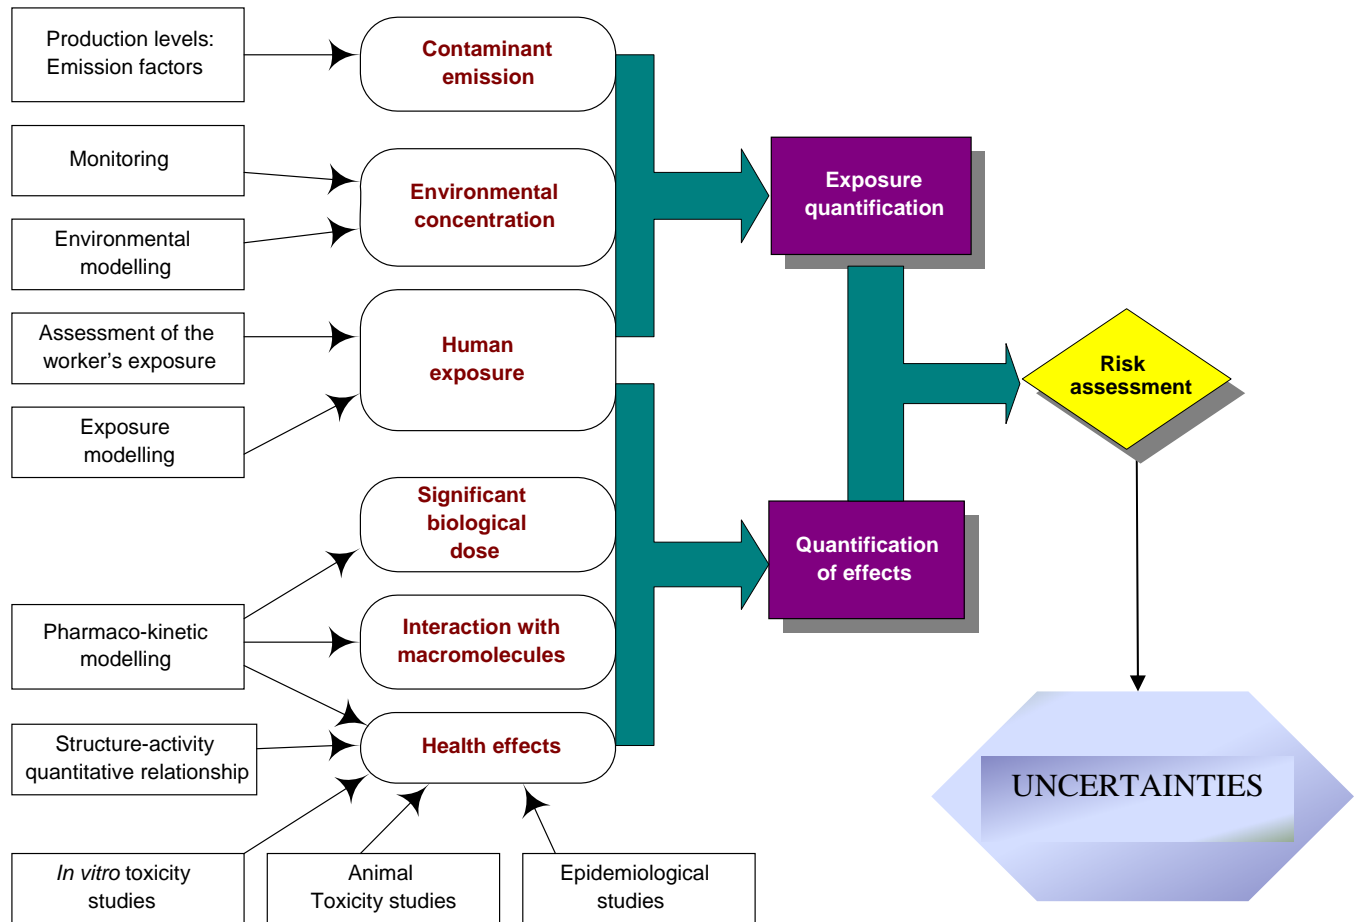 Production levels:
Emission factors
Contaminant
emission
Monitoring
Environmental
concentration
Environmental
modelling
Assessment of the
worker's exposure
Human
exposure
Exposure
modelling
Significant
biological
dose
Pharmaco-kinetic
modelling
Interaction with
macromolecules
Structure-activity
quantitative relationship
Health effects
In vitro toxicity
studies
Animal
Toxicity studies
Epidemiological
studies
Exposure
quantification
Quantification
of effects
Risk
assessment
UNCERTAINTIES